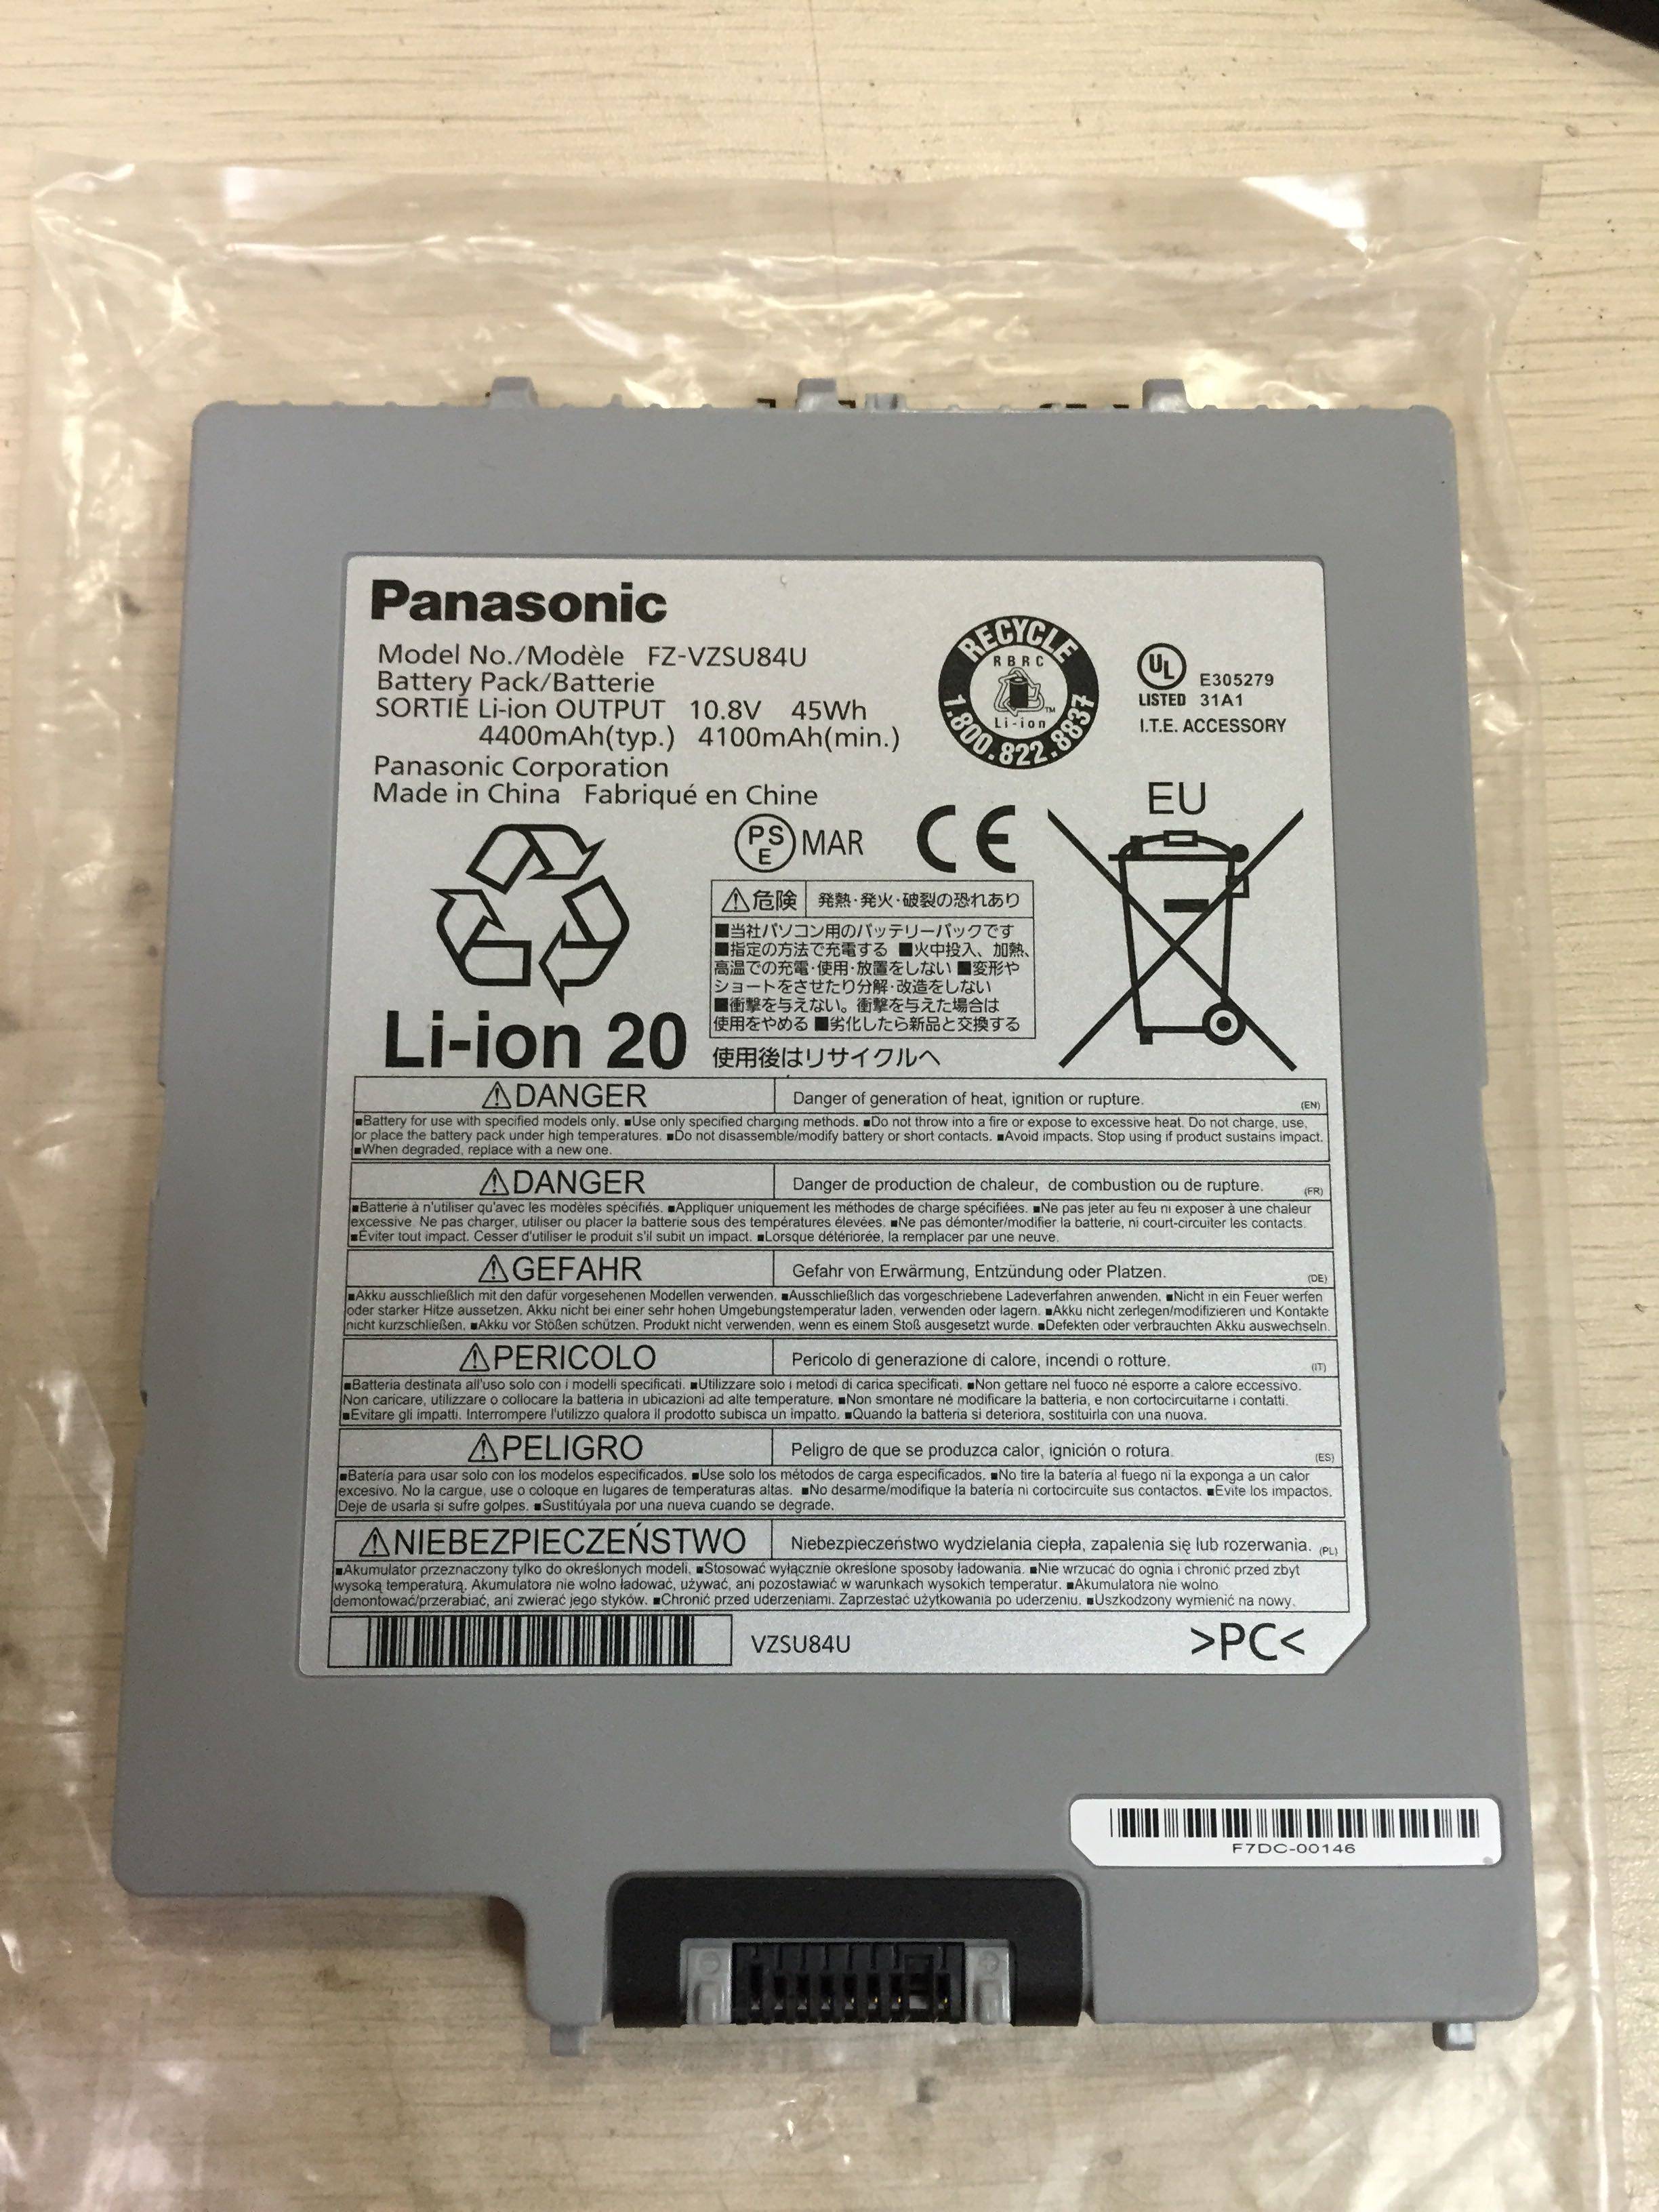 Panasonic
Model No./Modèle FZ-VZSU84U
Battery Pack/Batterie
SORTIE Li-ion OUTPUT 10.8V 45Wh
4400mAh(typ.) 4100mAh(min.)
Panasonic Corporation
Made in China Fabriqué en Chine
RECYCLE
RBRC
Li-ion
TM
1.800.822.8837
UL
LISTED
E305279
31A1
I.T.E. ACCESSORY
PS
E
MAR
CE
EU
Li-ion 20
⚠危険 発熱・発火・破裂の恐れあり
■当社パソコン用のバッテリーパックです
■指定の方法で充電する ■火中投入、加熱、
高温での充電・使用・放置をしない ■変形や
ショートをさせたり分解・改造をしない
■衝撃を与えない。衝撃を与えた場合は
使用をやめる ■劣化したら新品と交換する
使用後はリサイクルへ
⚠DANGER Danger of generation of heat, ignition or rupture. (EN)
■Battery for use with specified models only. ■Use only specified charging methods. ■Do not throw into a fire or expose to excessive heat. Do not charge, use,
or place the battery pack under high temperatures. ■Do not disassemble/modify battery or short contacts. ■Avoid impacts. Stop using if product sustains impact.
■When degraded, replace with a new one.
⚠DANGER Danger de production de chaleur, de combustion ou de rupture. (FR)
■Batterie à n'utiliser qu'avec les modèles spécifiés. ■Appliquer uniquement les méthodes de charge spécifiées. ■Ne pas jeter au feu ni exposer à une chaleur
excessive. Ne pas charger, utiliser ou placer la batterie sous des températures élevées. ■Ne pas démonter/modifier la batterie, ni court-circuiter les contacts.
■Éviter tout impact. Cesser d'utiliser le produit s'il subit un impact. ■Lorsque détériorée, la remplacer par une neuve.
⚠GEFAHR Gefahr von Erwärmung, Entzündung oder Platzen. (DE)
■Akku ausschließlich mit den dafür vorgesehenen Modellen verwenden. ■Ausschließlich das vorgeschriebene Ladeverfahren anwenden. ■Nicht in ein Feuer werfen
oder starker Hitze aussetzen. Akku nicht bei einer sehr hohen Umgebungstemperatur laden, verwenden oder lagern. ■Akku nicht zerlegen/modifizieren und Kontakte
nicht kurzschließen. ■Akku vor Stößen schützen. Produkt nicht verwenden, wenn es einem Stoß ausgesetzt wurde. ■Defekten oder verbrauchten Akku auswechseln.
⚠PERICOLO Pericolo di generazione di calore, incendi o rotture. (IT)
■Batteria destinata all'uso solo con i modelli specificati. ■Utilizzare solo i metodi di carica specificati. ■Non gettare nel fuoco né esporre a calore eccessivo.
Non caricare, utilizzare o collocare la batteria in ubicazioni ad alte temperature. ■Non smontare né modificare la batteria, e non cortocircuitarne i contatti.
■Evitare gli impatti. Interrompere l'utilizzo qualora il prodotto subisca un impatto. ■Quando la batteria si deteriora, sostituirla con una nuova.
⚠PELIGRO Peligro de que se produzca calor, ignición o rotura. (ES)
■Batería para usar solo con los modelos especificados. ■Use solo los métodos de carga especificados. ■No tire la batería al fuego ni la exponga a un calor
excesivo. No la cargue, use o coloque en lugares de temperaturas altas. ■No desarme/modifique la batería ni cortocircuite sus contactos. ■Evite los impactos.
Deje de usarla si sufre golpes. ■Sustitúyala por una nueva cuando se degrade.
⚠NIEBEZPIECZEŃSTWO Niebezpieczeństwo wydzielania ciepła, zapalenia się lub rozerwania. (PL)
■Akumulator przeznaczony tylko do określonych modeli. ■Stosować wyłącznie określone sposoby ładowania. ■Nie wrzucać do ognia i chronić przed zbyt
wysoką temperaturą. Akumulatora nie wolno ładować, używać, ani pozostawiać w warunkach wysokich temperatur. ■Akumulatora nie wolno
demontować/przerabiać, ani zwierać jego styków. ■Chronić przed uderzeniami. Zaprzestać użytkowania po uderzeniu. ■Uszkodzony wymienić na nowy.
VZSU84U
>PC<
F7DC-00146